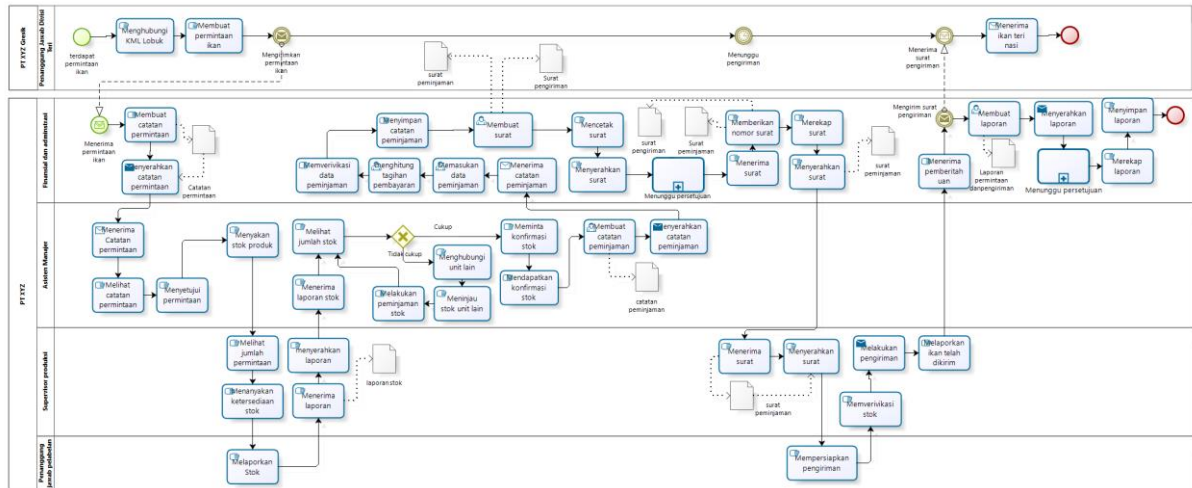 PT XYZ Gresik
Penanggung Jawab Divisi
Teri
terdapat
permintaan
ikan
Menghubungi
KML Lobuk
Membuat
permintaan
ikan
Mengirimkan
permintaan
ikan
surat
peminjaman
Surat
pengiriman
Menunggu
pengiriman
Menerima
surat
pengiriman
Menerima
ikan teri
nasi
PT XYZ
Finansial dan administrasi
Menerima
permintaan
ikan
Membuat
catatan
permintaan
Menyerahkan
catatan
permintaan
Catatan
permintaan
Memverivikasi
data
peminjaman
Menyimpan
catatan
peminjaman
Menghitung
tagihan
pembayaran
Memasukan
data
peminjaman
Membuat
surat
Menerima
catatan
peminjaman
Mencetak
surat
Menyerahkan
surat
Menunggu persetujuan
surat
pengiriman
Surat
peminjaman
Memberikan
nomor surat
Menerima
surat
Merekap
surat
Menyerahkan
surat
surat
peminjaman
Mengirim surat
pengiriman
Menerima
pemberitah
uan
Membuat
laporan
Laporan
permintaan
danpengiriman
Menyerahkan
laporan
Menunggu persetujuan
Menyimpan
laporan
Merekap
laporan
Asisten Manajer
Menerima
Catatan
permintaan
Melihat
catatan
permintaan
Menyetujui
permintaan
Menyakan
stok produk
Melihat
jumlah stok
Menerima
laporan stok
Cukup
Tidak cukup
Menghubungi
unit lain
Melakukan
peminjaman
stok
Meninjau
stok unit lain
Meminta
konfirmasi
stok
Mendapatkan
konfirmasi
stok
Membuat
catatan
peminjaman
catatan
peminjaman
Menyerahkan
catatan
peminjaman
Supervisor produksi
Melihat
jumlah
permintaan
Menanyakan
ketersediaan
stok
menyerahkan
laporan
Menerima
laporan
laporan stok
Menerima
surat
Menyerahkan
surat
surat
peminjaman
Melakukan
pengiriman
Memverivikasi
stok
Melaporkan
ikan telah
dikirim
Penanggung
jawab pelabelan
Melaporkan
Stok
Mempersiapkan
pengiriman